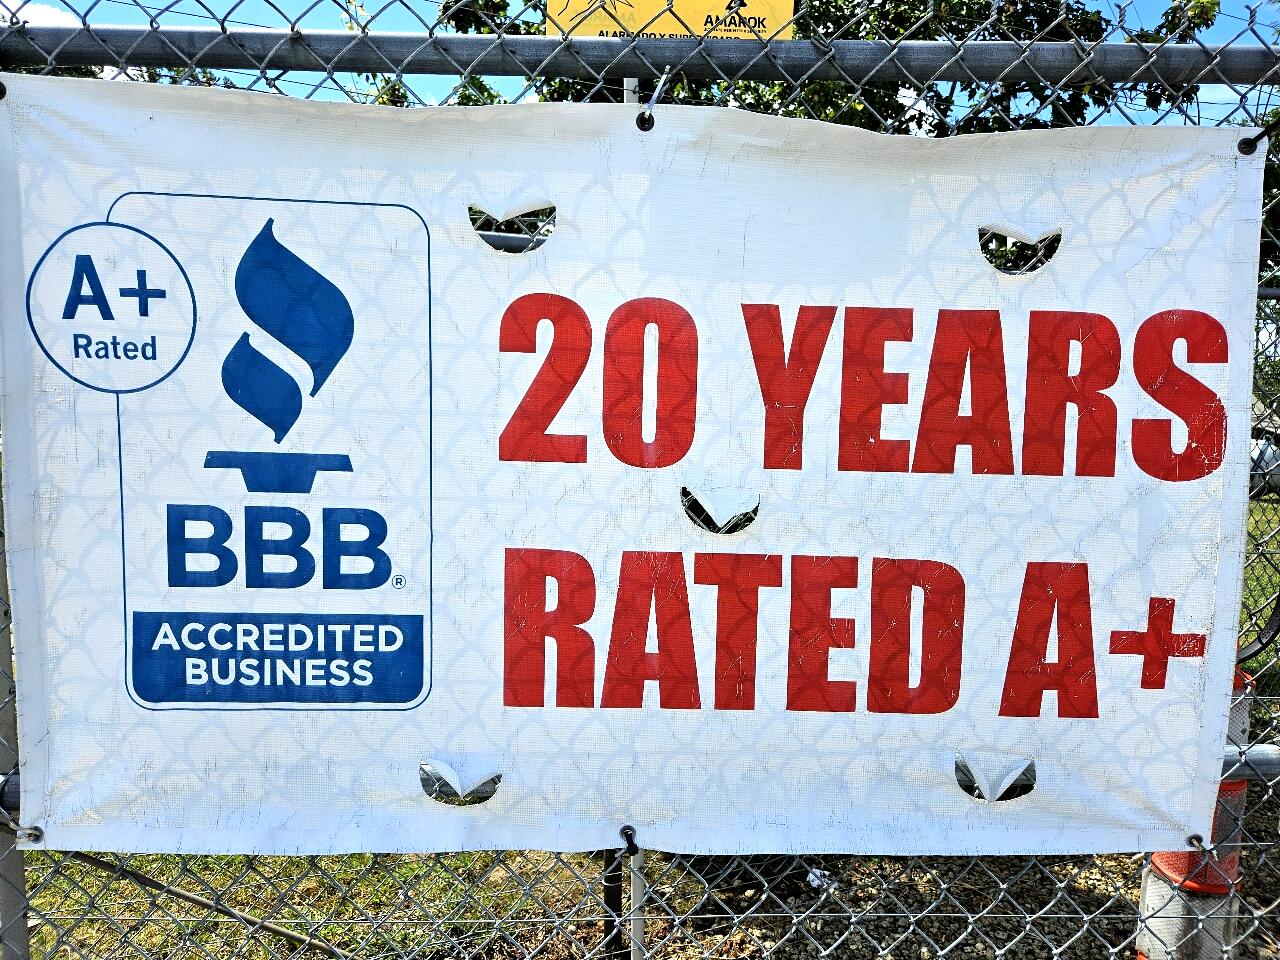 AMAROK
A+
Rated
BBB®
ACCREDITED
BUSINESS
20 YEARS
RATED A+